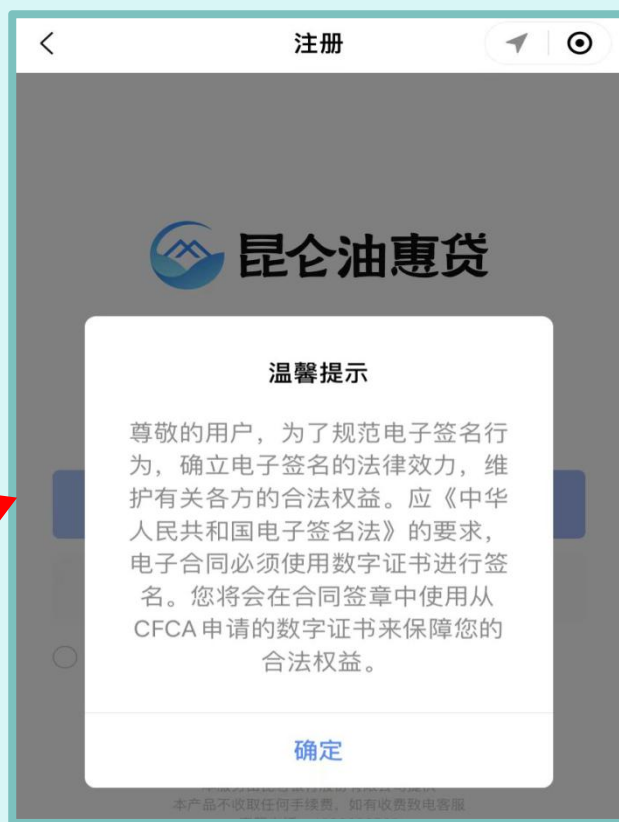 注册
昆仑油惠贷
温馨提示
尊敬的用户，为了规范电子签名行
为，确立电子签名的法律效力，维
护有关各方的合法权益。应《中华
人民共和国电子签名法》的要求，
电子合同必须使用数字证书进行签
名。您将会在合同签章中使用从
CFCA申请的数字证书来保障您的
合法权益。
确定
本产品不收取任何手续费，如有收费致电客服